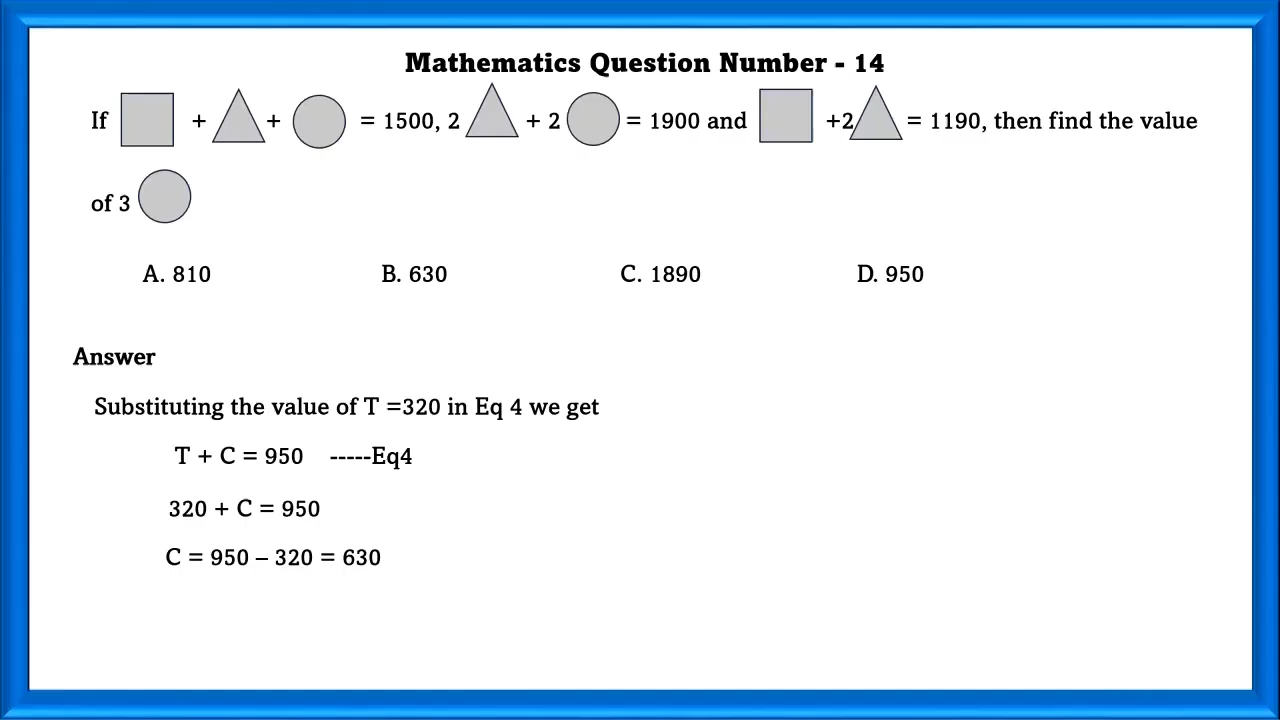 Mathematics Question Number - 14
If + + = 1500, 2 + 2 = 1900 and +2 = 1190, then find the value
of 3
A. 810 B. 630 C. 1890 D. 950
Answer
Substituting the value of T =320 in Eq 4 we get
T + C = 950 -----Eq4
320 + C = 950
C = 950 – 320 = 630